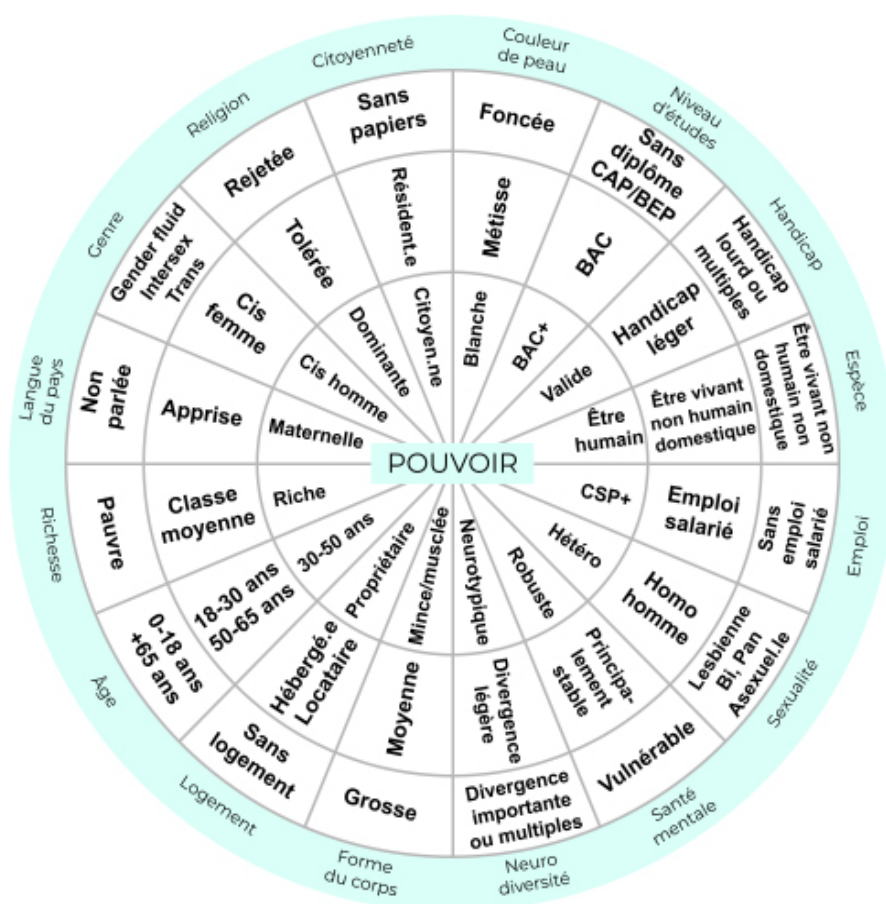 Couleur
de peau
Foncée
Métisse
Blanche
Niveau
d'études
Sans
diplôme
CAP/BEP
BAC
BAC+
Handicap
Handicap
lourd ou
multiples
Handicap
léger
Valide
Espèce
Être vivant non
humain non
domestique
Être vivant
non humain
domestique
Être
humain
Emploi
Sans
emploi
salarié
Emploi
salarié
CSP+
Sexualité
Lesbienne
Bi, Pan
Asexuel.le
Homo
homme
Hétéro
Santé
mentale
Vulnérable
Principa-
lement
stable
Robuste
Neuro
diversité
Divergence
importante
ou multiples
Divergence
légère
Neurotypique
Forme
du corps
Grosse
Moyenne
Mince/musclée
Logement
Sans
logement
Hébergé.e
Locataire
Propriétaire
Âge
0-18 ans
+65 ans
18-30 ans
50-65 ans
30-50 ans
Richesse
Pauvre
Classe
moyenne
Riche
Langue
du pays
Non
parlée
Apprise
Maternelle
Genre
Gender fluid
Intersex
Trans
Cis
femme
Cis homme
Religion
Rejetée
Tolérée
Dominante
Citoyenneté
Sans
papiers
Résident.e
Citoyen.ne
POUVOIR